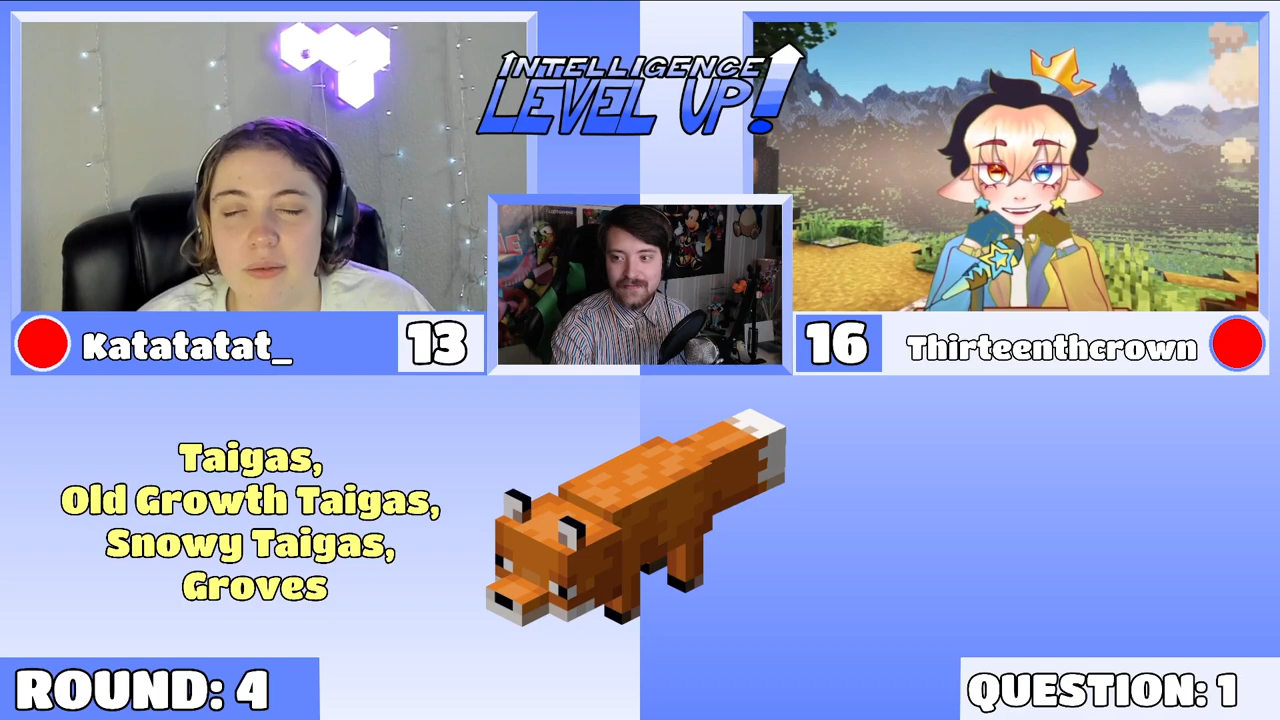 INTELLIGENCE
LEVEL UP!
Katatatat_
13
16
Thirteenthcrown
Taigas,
Old Growth Taigas,
Snowy Taigas,
Groves
ROUND: 4
QUESTION: 1